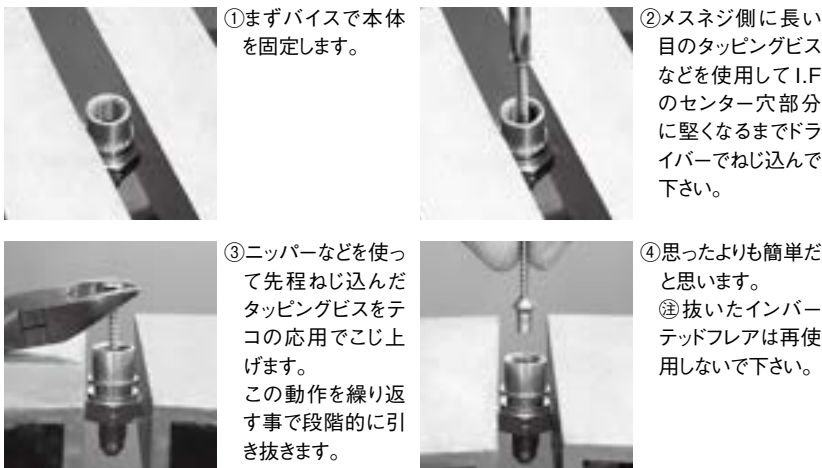 ①まずバイスで本体
を固定します。
②メスネジ側に長い
目のタッピングビス
などを使用してI.F
のセンター穴部分
に堅くなるまでドラ
イバーでねじ込んで
下さい。
③ニッパーなどを使っ
て先程ねじ込んだ
タッピングビスをテ
コの応用でこじ上
げます。
この動作を繰り返
す事で段階的に引
き抜きます。
④思ったよりも簡単だ
と思います。
㊟抜いたインバー
テッドフレアは再使
用しないで下さい。